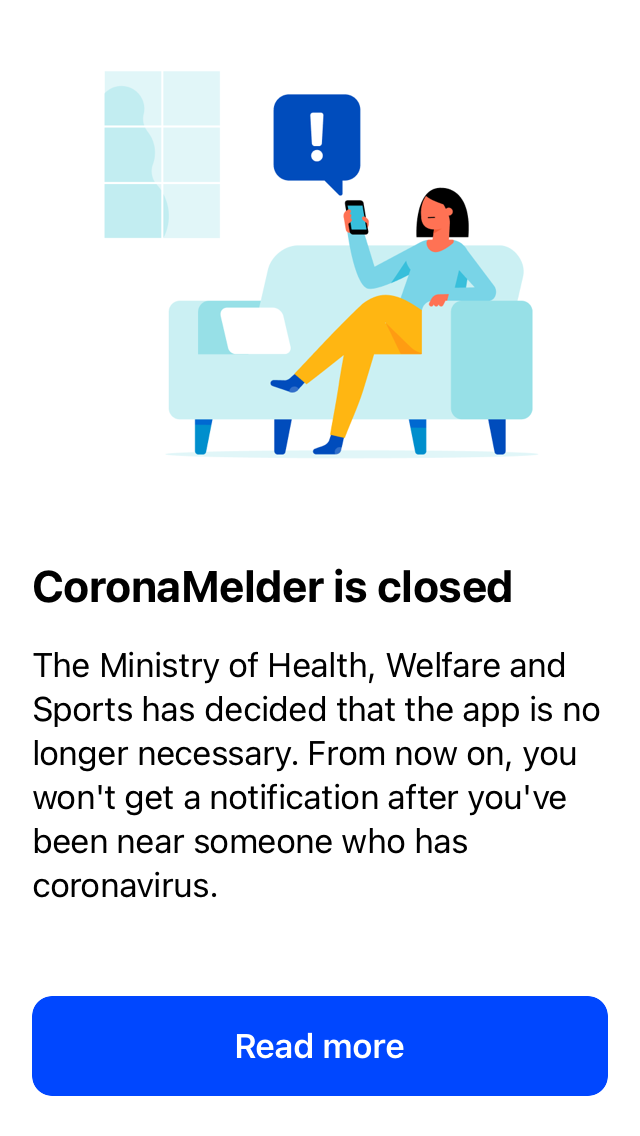 !
CoronaMelder is closed
The Ministry of Health, Welfare and
Sports has decided that the app is no
longer necessary. From now on, you
won't get a notification after you've
been near someone who has
coronavirus.
Read more